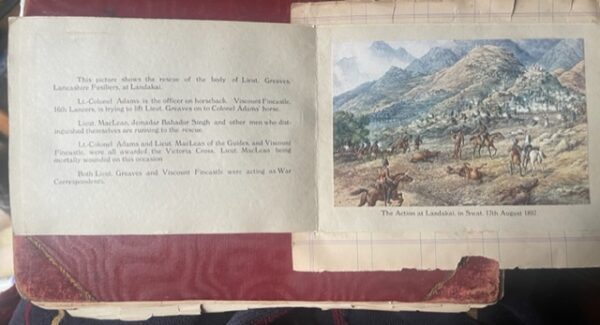 This picture shows the rescue of the body of Lieut. Greaves,
Lancashire Fusiliers, at Landakai.
Lt.-Colonel Adams is the officer on horseback. Viscount Fincastle,
16th Lancers, is trying to lift Lieut. Greaves on to Colonel Adams' horse.
Lieut. MacLean, Jemadar Bahadur Singh and other men who dist-
inguished themselves are running to the rescue.
Lt.-Colonel Adams and Lieut. MacLean of the Guides, and Viscount
Fincastle, were all awarded the Victoria Cross, Lieut. MacLean being
mortally wounded on this occasion
Both Lieut. Greaves and Viscount Fincastle were acting as War
Correspondents.
The Action at Landakai, in Swat, 17th August 1897.